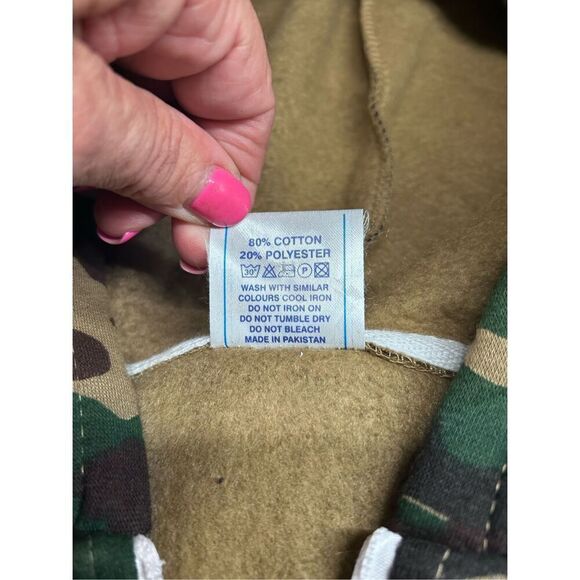 80% COTTON
20% POLYESTER
30° P
WASH WITH SIMILAR
COLOURS COOL IRON
DO NOT IRON ON
DO NOT TUMBLE DRY
DO NOT BLEACH
MADE IN PAKISTAN